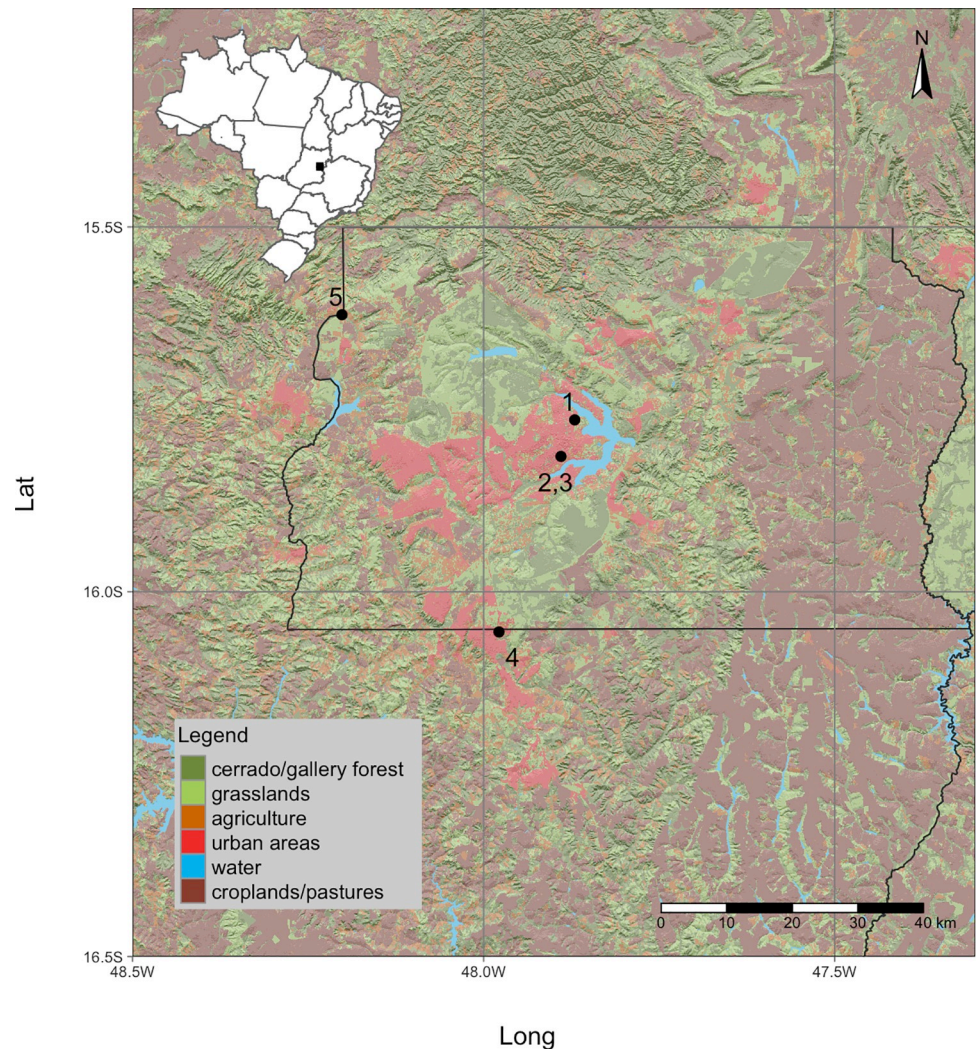 N
15.5S
5
1
2,3
Lat
16.0S
4
Legend
cerrado/gallery forest
grasslands
agriculture
urban areas
water
croplands/pastures
0 10 20 30 40 km
16.5S
48.5W 48.0W 47.5W
Long